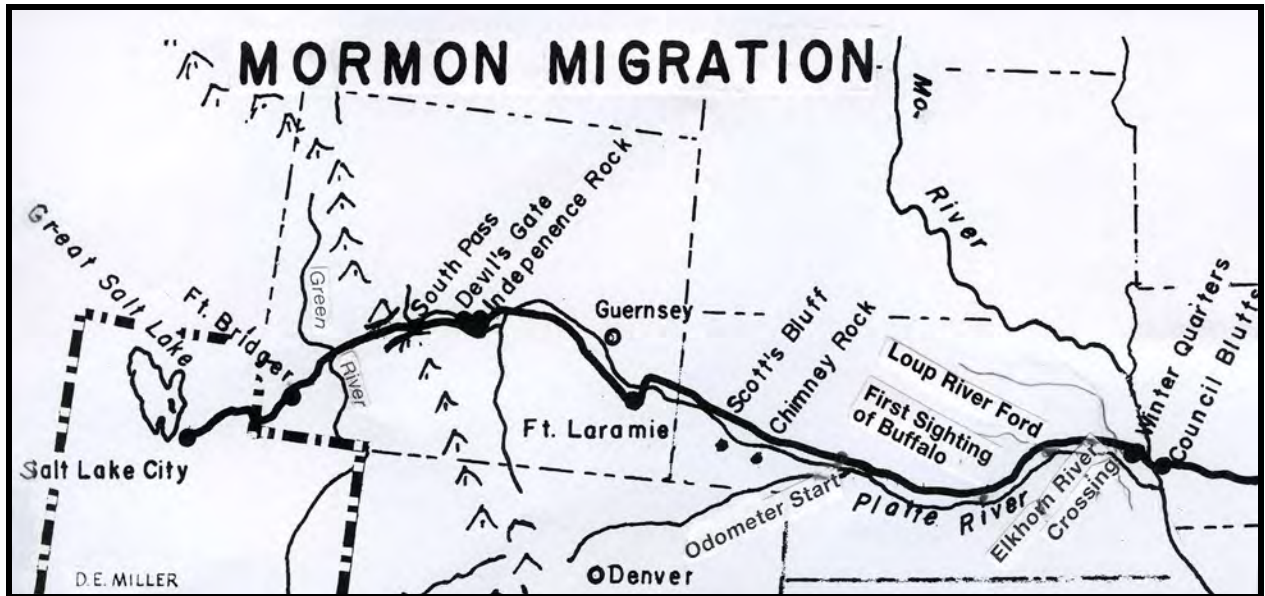 MORMON MIGRATION
Mo.
River
Great Salt Lake
Ft. Bridger
Green
River
South Pass
Devil's Gate
Indepenence Rock
Guernsey
Scott's Bluff
Chimney Rock
Loup River Ford
First Sighting
of Buffalo
Winter Quarters
Council Bluffs
Ft. Laramie
Salt Lake City
Odometer Start
Platte River
Elkhorn River
Crossing
Denver
D.E. MILLER